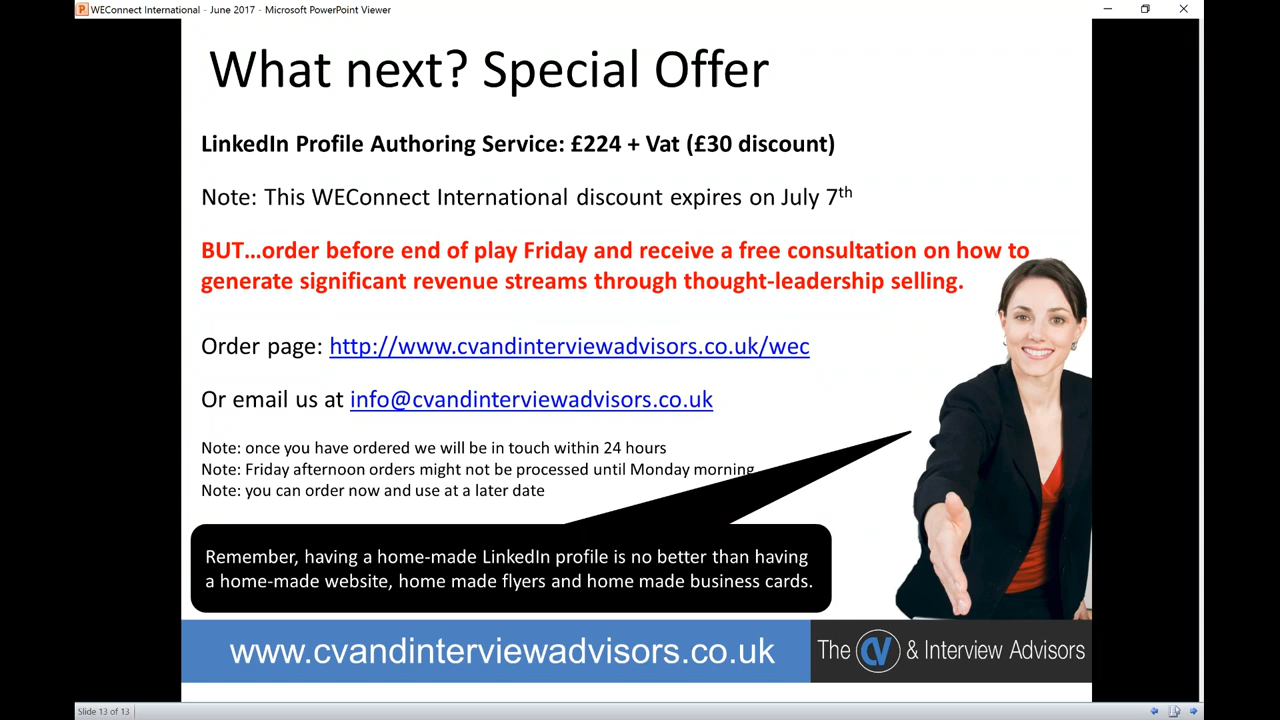 WEConnect International - June 2017 - Microsoft PowerPoint Viewer
What next? Special Offer
LinkedIn Profile Authoring Service: £224 + Vat (£30 discount)
Note: This WEConnect International discount expires on July 7th
BUT...order before end of play Friday and receive a free consultation on how to
generate significant revenue streams through thought-leadership selling.
Order page: http://www.cvandinterviewadvisors.co.uk/wec
Or email us at info@cvandinterviewadvisors.co.uk
Note: once you have ordered we will be in touch within 24 hours
Note: Friday afternoon orders might not be processed until Monday morning
Note: you can order now and use at a later date
Remember, having a home-made LinkedIn profile is no better than having
a home-made website, home made flyers and home made business cards.
www.cvandinterviewadvisors.co.uk
The CV & Interview Advisors
Slide 13 of 13